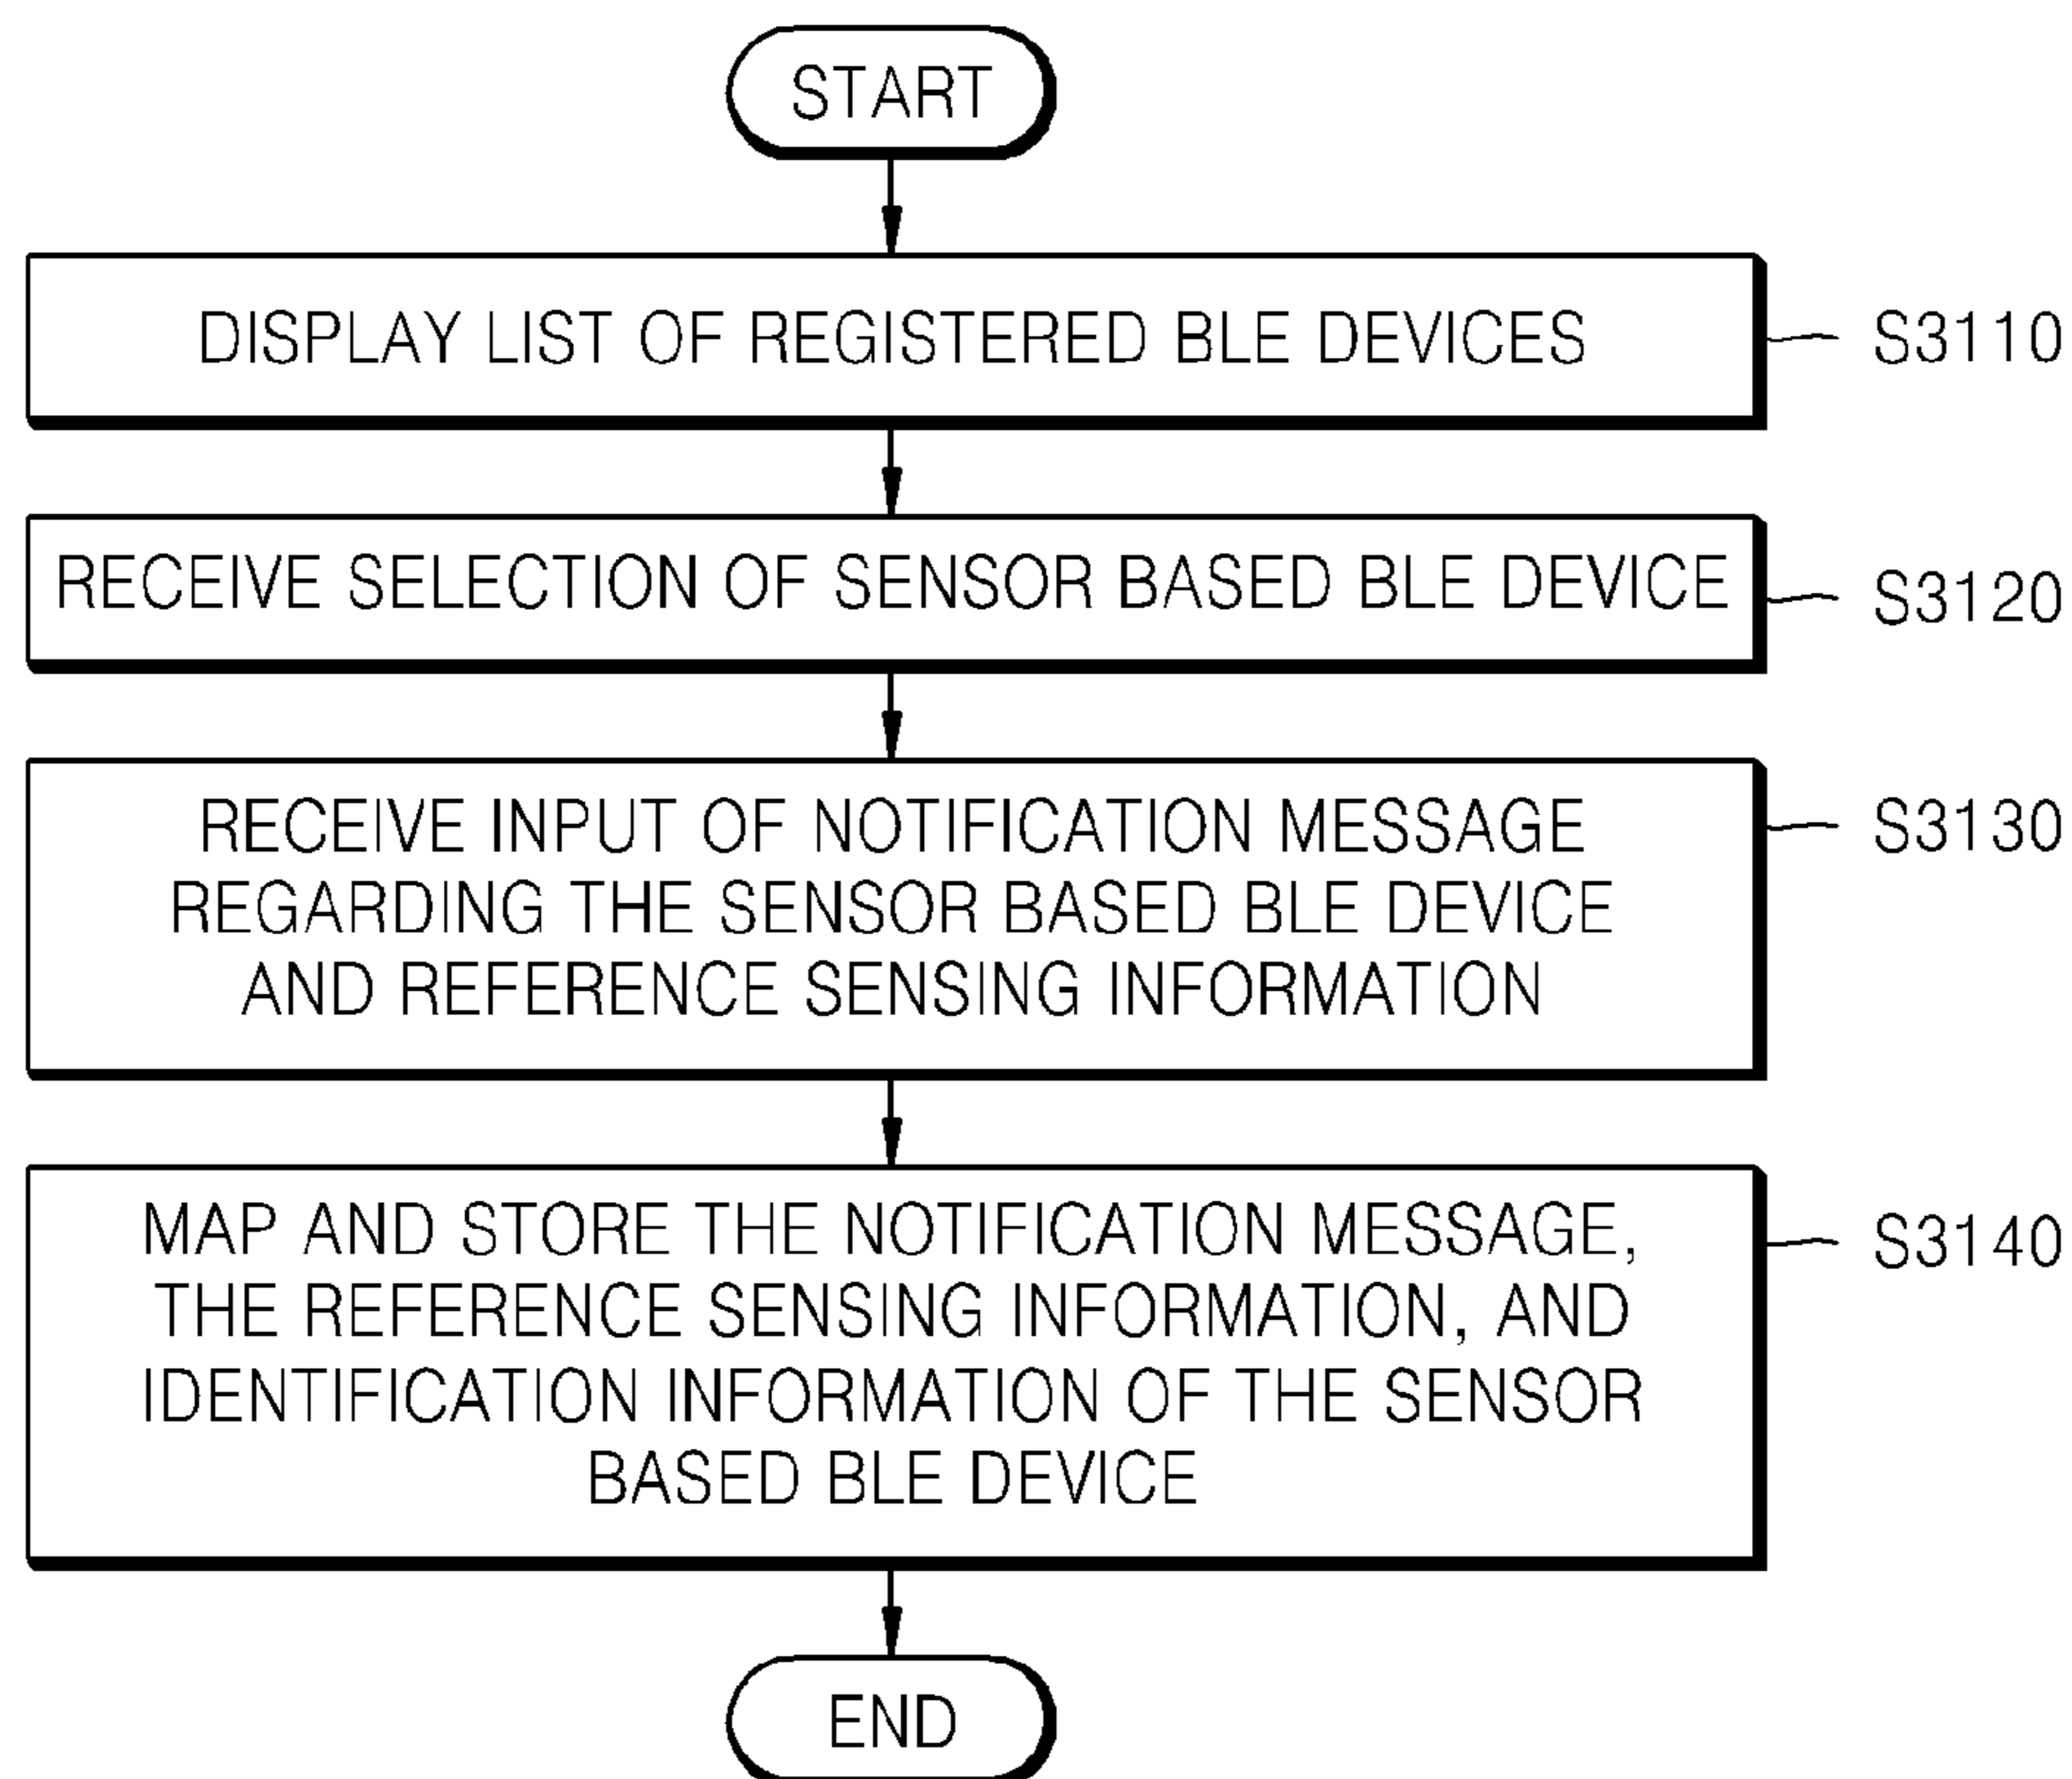 START
DISPLAY LIST OF REGISTERED BLE DEVICES
S3110
RECEIVE SELECTION OF SENSOR BASED BLE DEVICE
S3120
RECEIVE INPUT OF NOTIFICATION MESSAGE
REGARDING THE SENSOR BASED BLE DEVICE
AND REFERENCE SENSING INFORMATION
S3130
MAP AND STORE THE NOTIFICATION MESSAGE,
THE REFERENCE SENSING INFORMATION, AND
IDENTIFICATION INFORMATION OF THE SENSOR
BASED BLE DEVICE
S3140
END